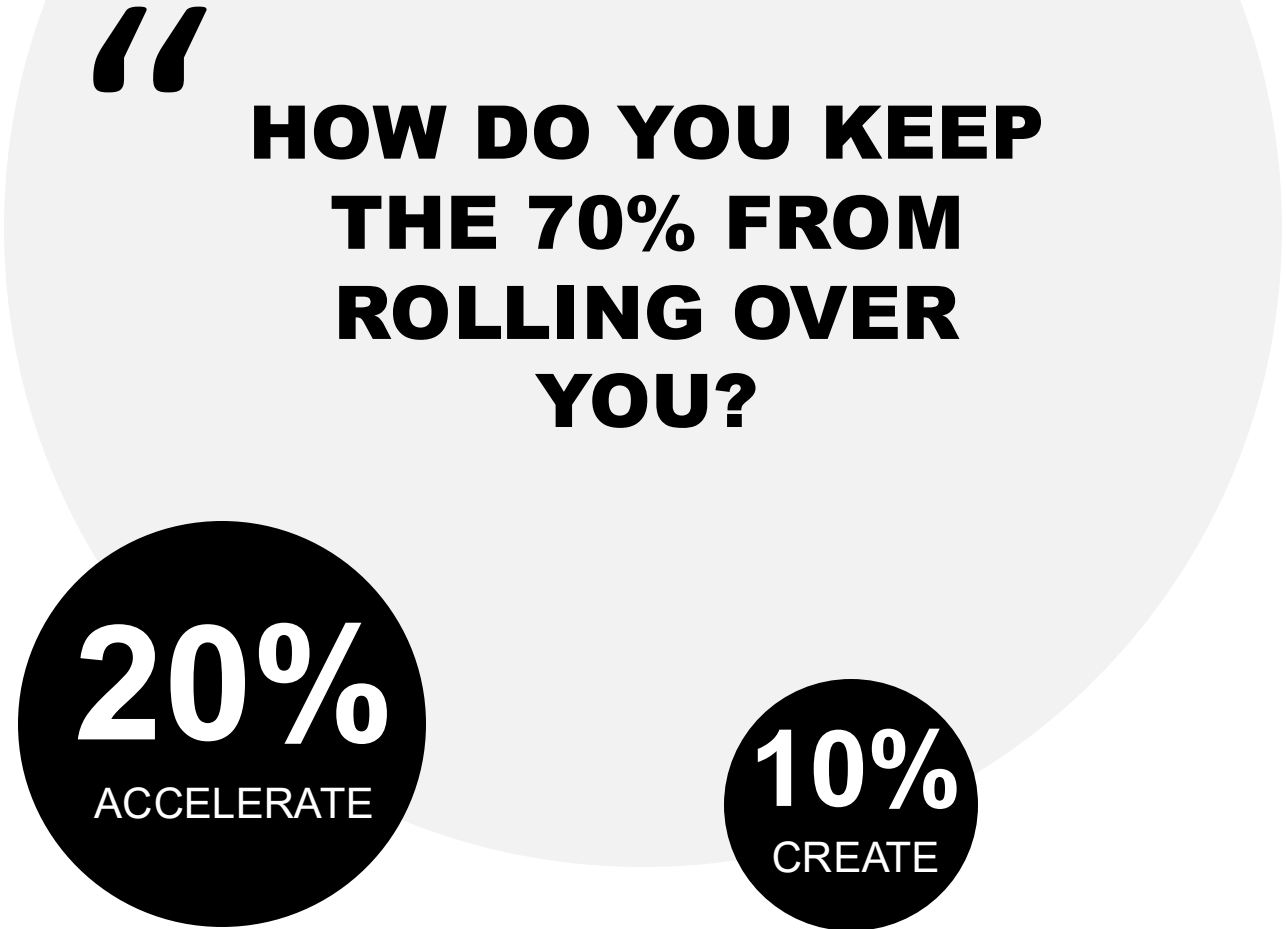 “
HOW DO YOU KEEP
THE 70% FROM
ROLLING OVER
YOU?
20%
ACCELERATE
10%
CREATE